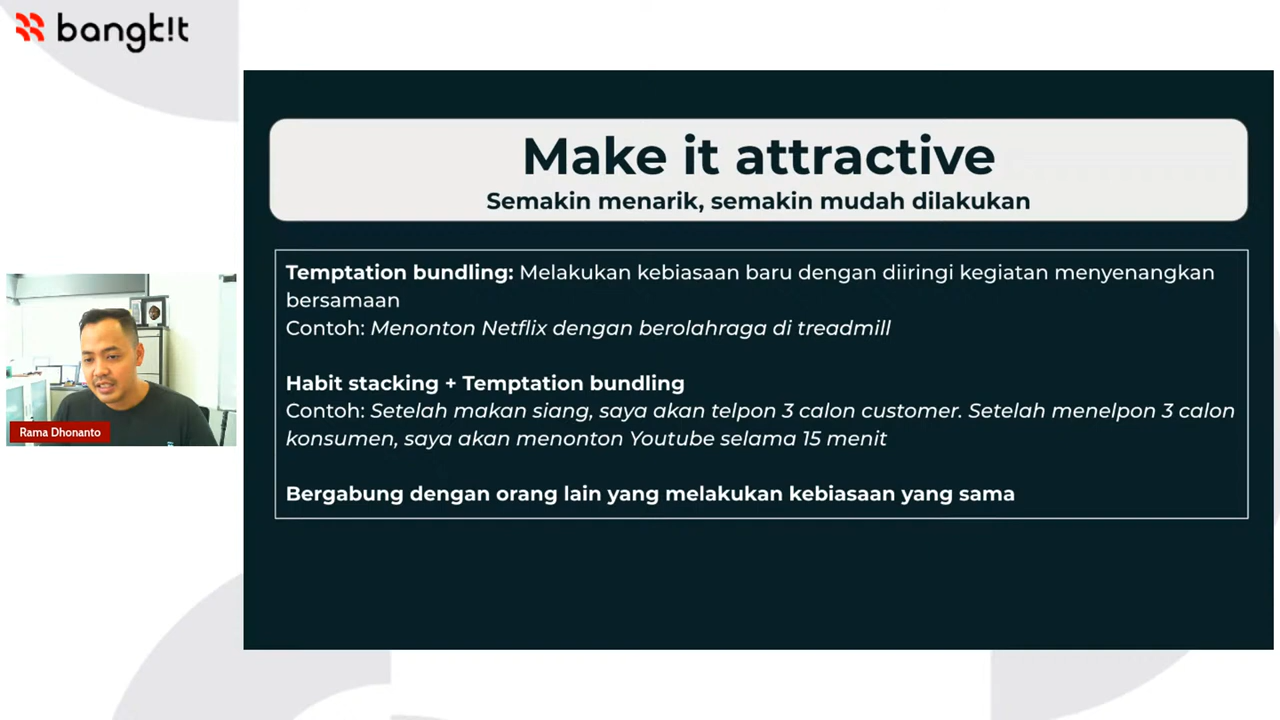 bangk!t
Make it attractive
Semakin menarik, semakin mudah dilakukan
Temptation bundling: Melakukan kebiasaan baru dengan diiringi kegiatan menyenangkan
bersamaan
Contoh: Menonton Netflix dengan berolahraga di treadmill
Habit stacking + Temptation bundling
Contoh: Setelah makan siang, saya akan telpon 3 calon customer. Setelah menelpon 3 calon
konsumen, saya akan menonton Youtube selama 15 menit
Bergabung dengan orang lain yang melakukan kebiasaan yang sama
Rama Dhonanto